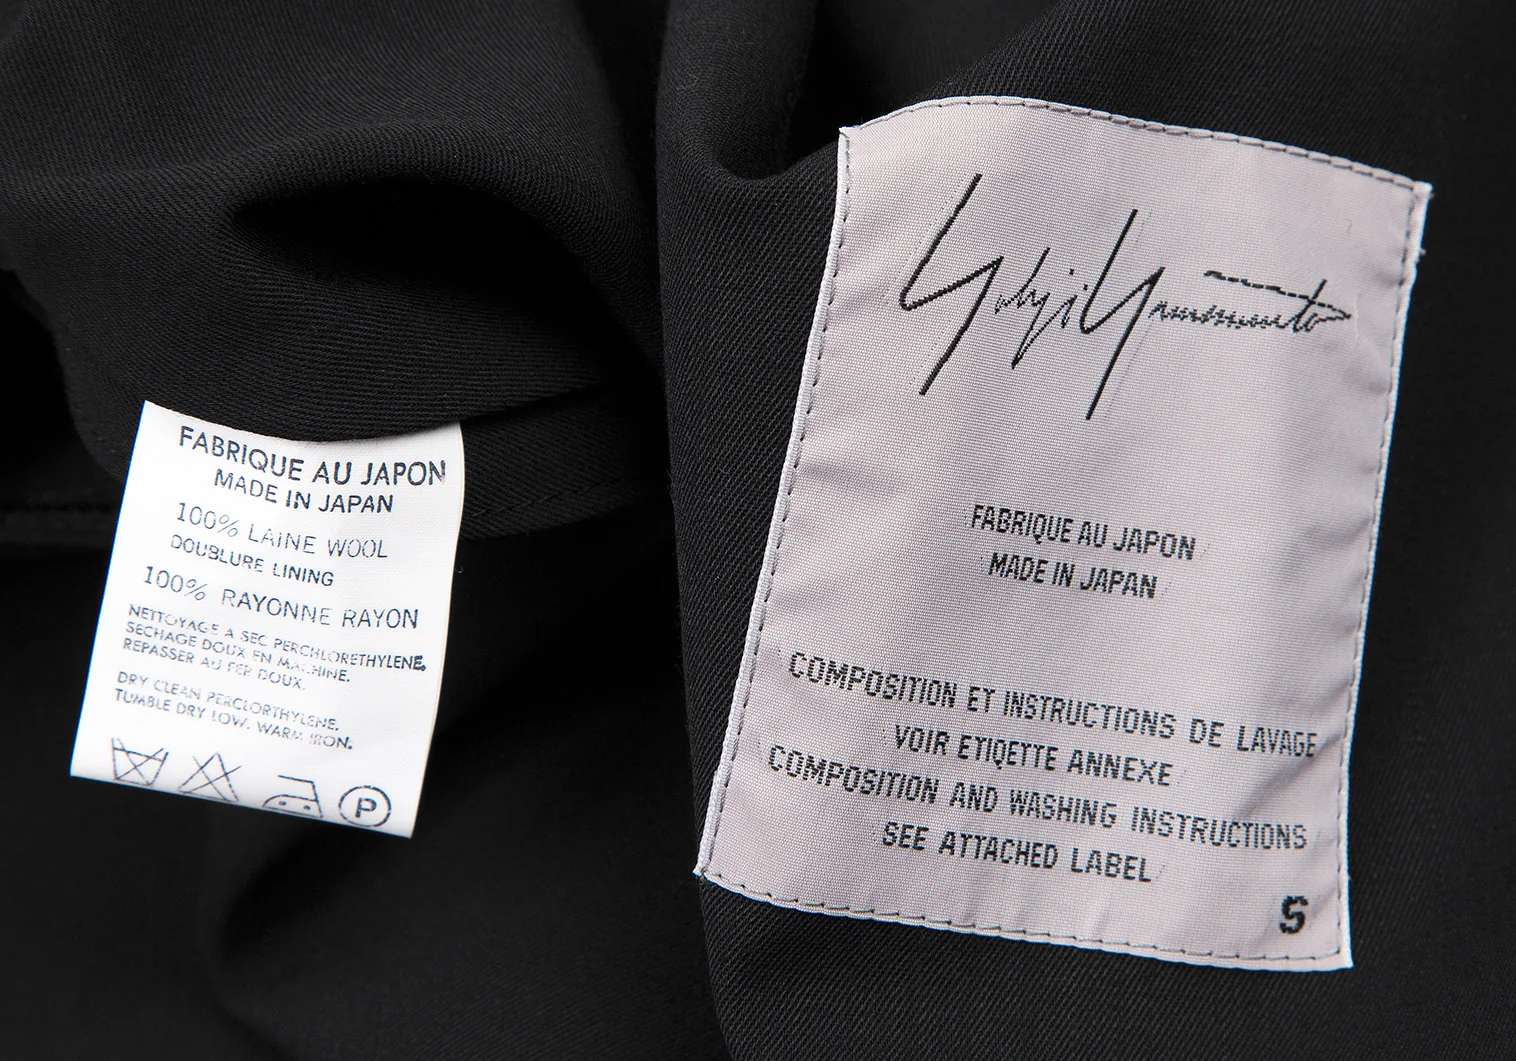 FABRIQUE AU JAPON
MADE IN JAPAN
100% LAINE WOOL
DOUBLURE LINING
100% RAYONNE RAYON
NETTOYAGE A SEC PERCHLORETHYLENE.
SECHAGE DOUX EN MACHINE.
REPASSER AU FER DOUX.
DRY CLEAN PERCLORTHYLENE.
TUMBLE DRY LOW. WARM IRON.
P
Yohji Yamamoto
FABRIQUE AU JAPON
MADE IN JAPAN
COMPOSITION ET INSTRUCTIONS DE LAVAGE
VOIR ETIQETTE ANNEXE
COMPOSITION AND WASHING INSTRUCTIONS
SEE ATTACHED LABEL
S